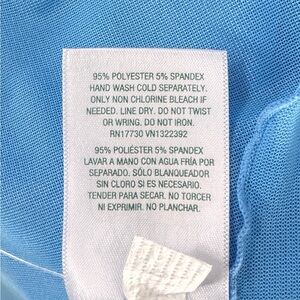 95% POLYESTER 5% SPANDEX
HAND WASH COLD SEPARATELY.
ONLY NON CHLORINE BLEACH IF
NEEDED. LINE DRY. DO NOT TWIST
OR WRING. DO NOT IRON.
RN17730 VN1322392
95% POLIÉSTER 5% SPANDEX
LAVAR A MANO CON AGUA FRÍA POR
SEPARADO. SÓLO BLANQUEADOR
SIN CLORO SI ES NECESARIO.
TENDER PARA SECAR. NO TORCER
NI EXPRIMIR. NO PLANCHAR.